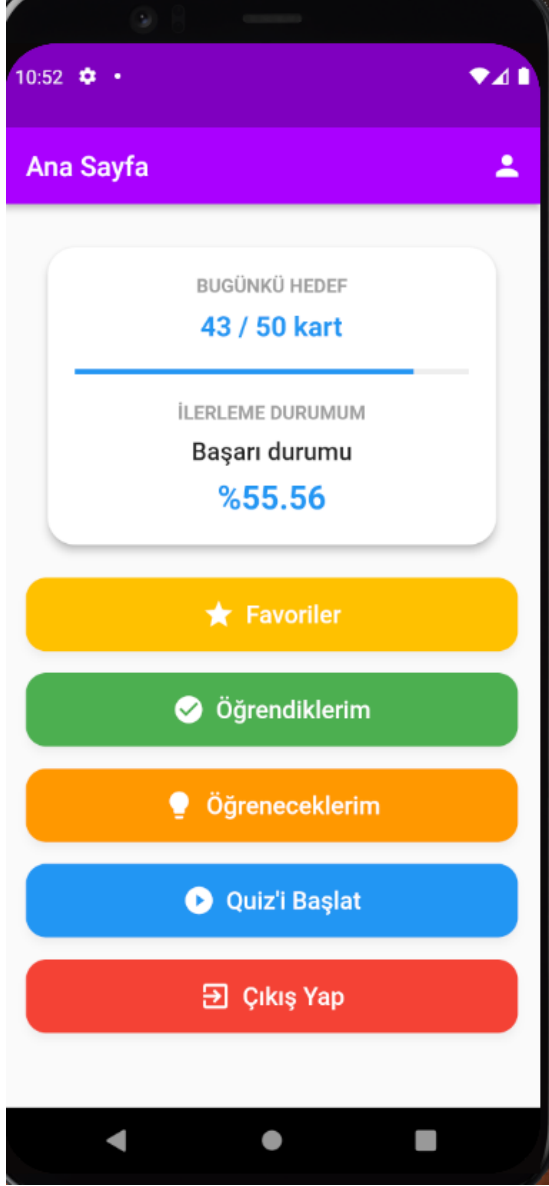 10:52
Ana Sayfa
BUGÜNKÜ HEDEF
43 / 50 kart
İLERLEME DURUMUM
Başarı durumu
%55.56
Favoriler
Öğrendiklerim
Öğreneceklerim
Quiz'i Başlat
Çıkış Yap